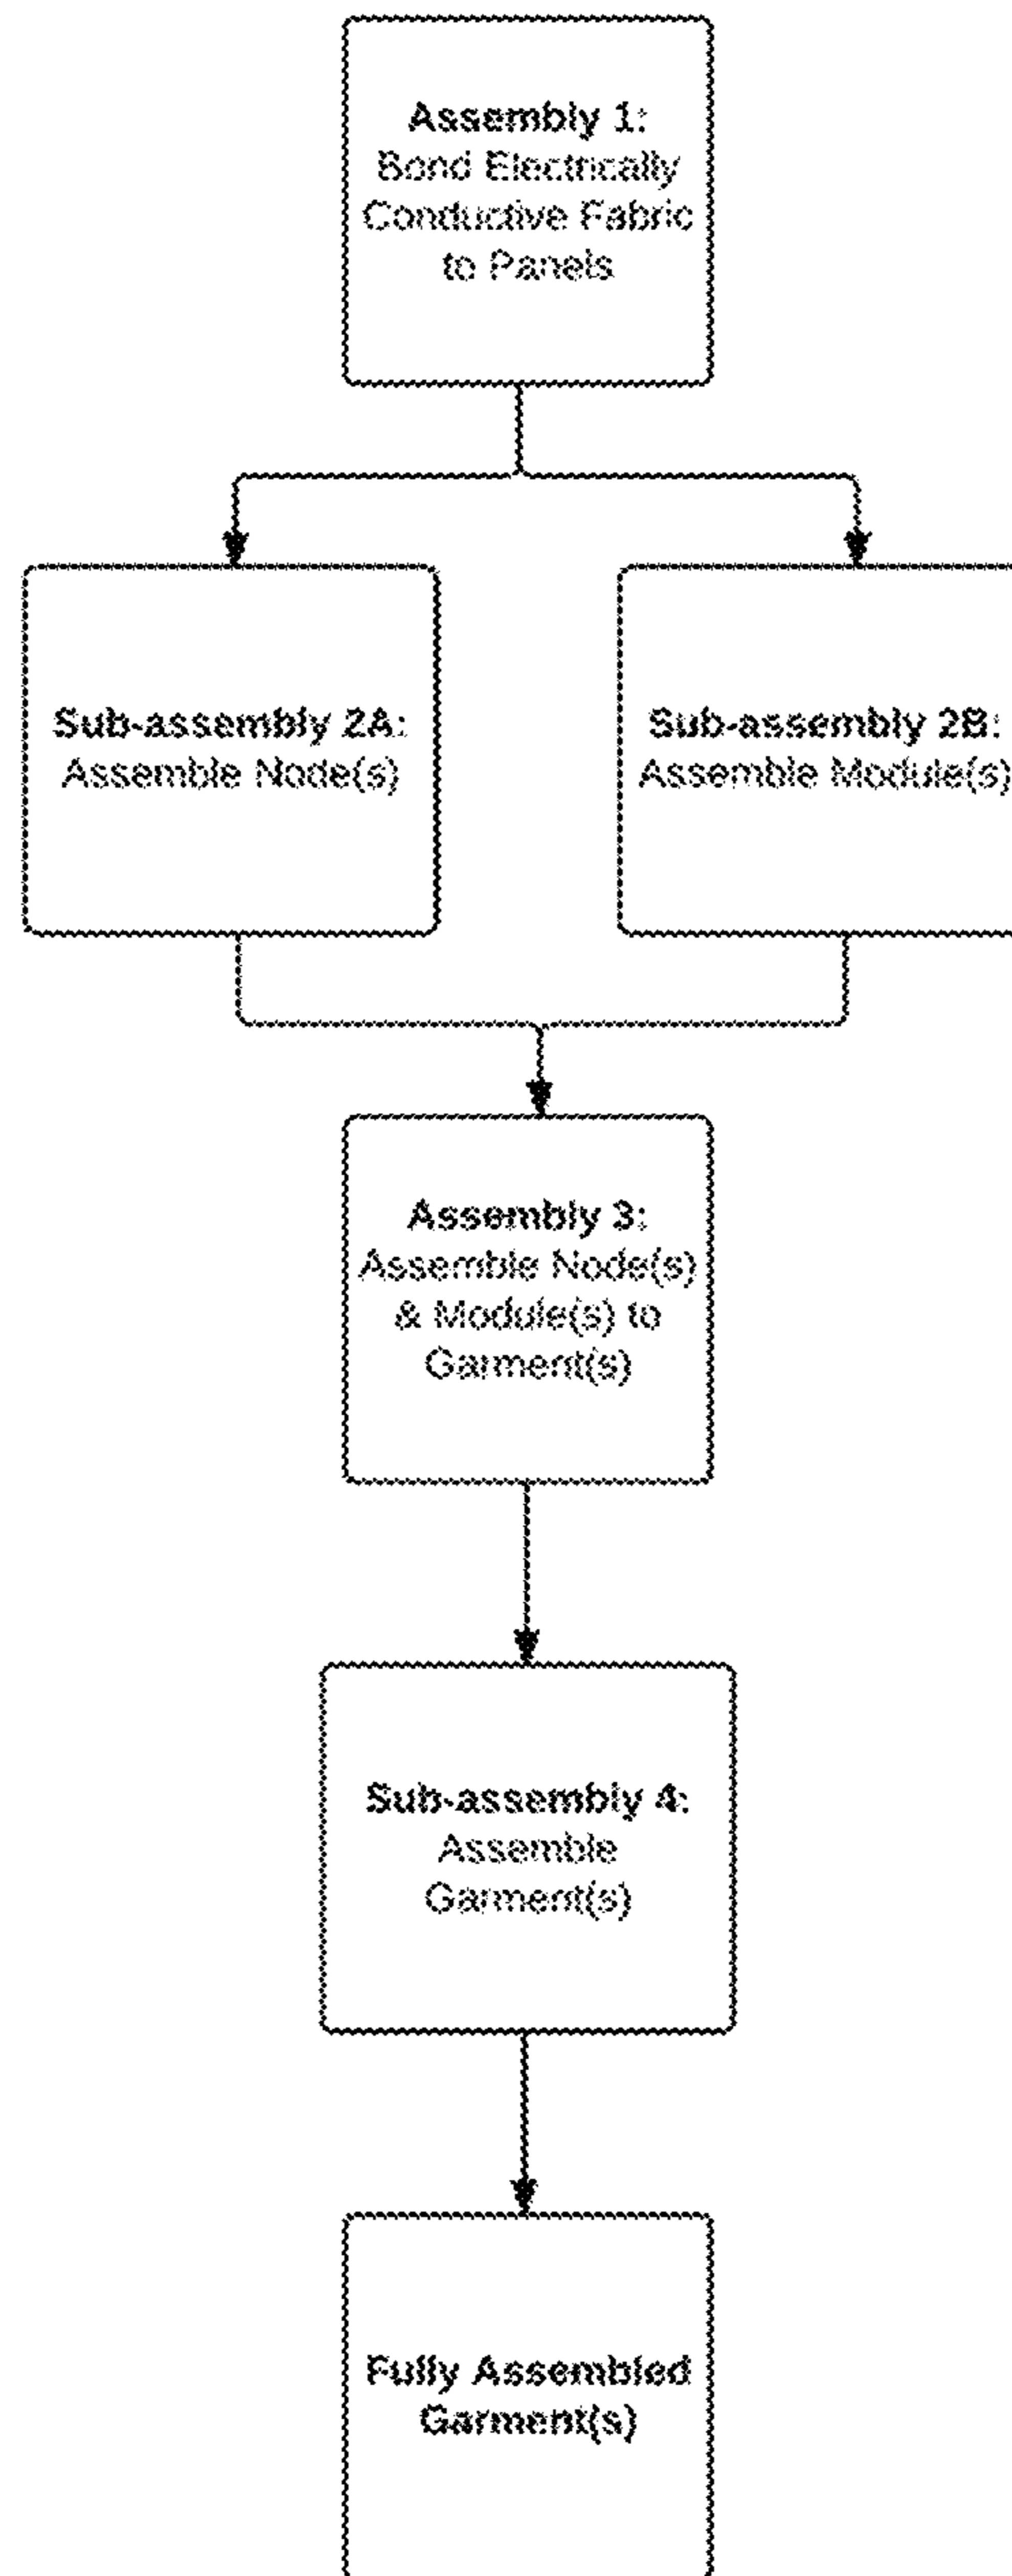 Assembly 1:
Bond Electrically
Conductive Fabric
to Panels
Sub-assembly 2A:
Assemble Node(s)
Sub-assembly 2B:
Assemble Module(s)
Assembly 3:
Assemble Node(s)
& Module(s) to
Garment(s)
Sub-assembly 4:
Assemble
Garment(s)
Fully Assembled
Garment(s)